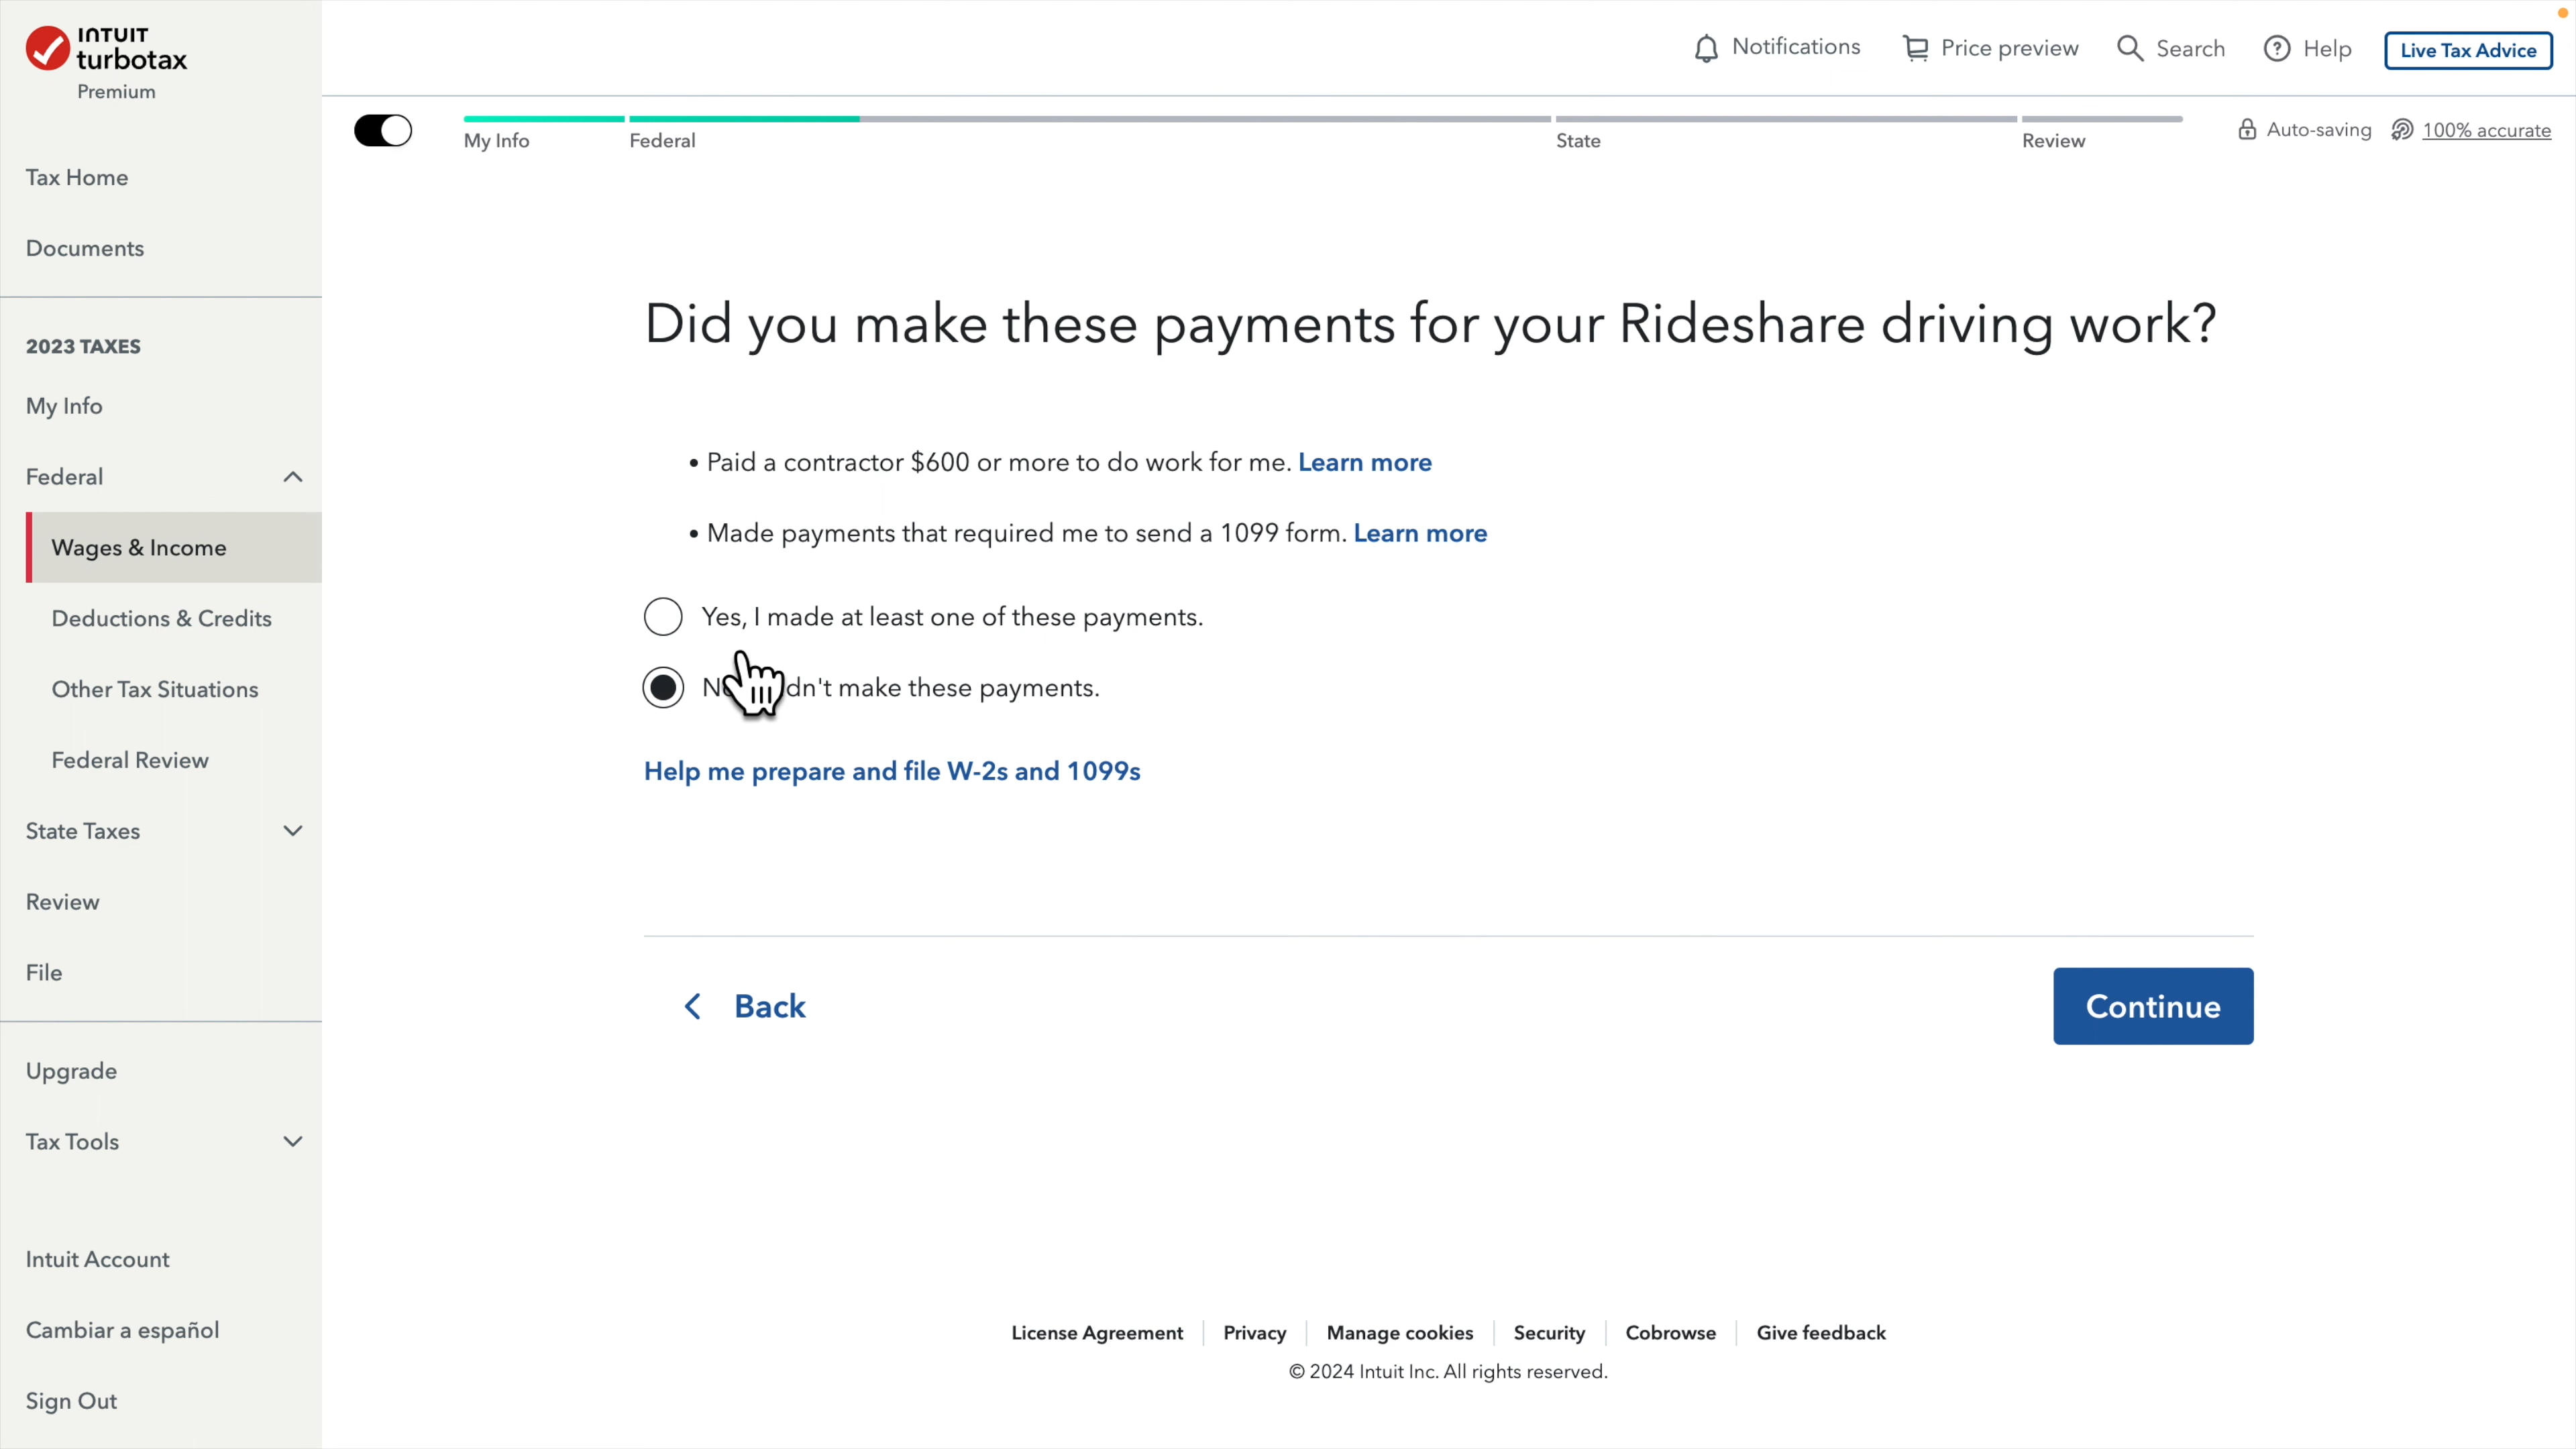 INTUIT
turbotax
Premium
Notifications
Price preview
Search
Help
Live Tax Advice
My Info
Federal
State
Review
Auto-saving
100% accurate
Tax Home
Documents
2023 TAXES
My Info
Federal
Wages & Income
Deductions & Credits
Other Tax Situations
Federal Review
State Taxes
Review
File
Upgrade
Tax Tools
Intuit Account
Cambiar a español
Sign Out
Did you make these payments for your Rideshare driving work?
• Paid a contractor $600 or more to do work for me. Learn more
• Made payments that required me to send a 1099 form. Learn more
Yes, I made at least one of these payments.
make these payments.
Help me prepare and file W-2s and 1099s
Back
Continue
License Agreement
Privacy
Manage cookies
Security
Cobrowse
Give feedback
© 2024 Intuit Inc. All rights reserved.